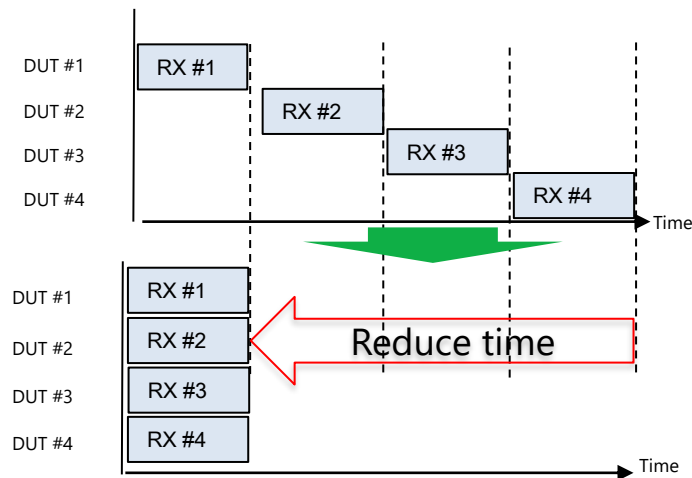 DUT #1
RX #1
DUT #2
RX #2
DUT #3
RX #3
DUT #4
RX #4
Time
DUT #1
RX #1
DUT #2
RX #2
Reduce time
DUT #3
RX #3
DUT #4
RX #4
Time